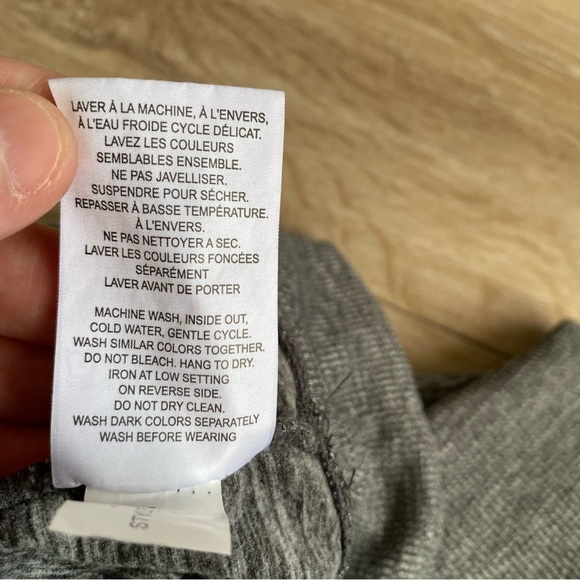 LAVER À LA MACHINE, À L'ENVERS,
À L'EAU FROIDE CYCLE DÉLICAT.
LAVEZ LES COULEURS
SEMBLABLES ENSEMBLE.
NE PAS JAVELLISER.
SUSPENDRE POUR SÉCHER.
REPASSER À BASSE TEMPÉRATURE.
À L'ENVERS.
NE PAS NETTOYER A SEC.
LAVER LES COULEURS FONCÉES
SÉPARÉMENT
LAVER AVANT DE PORTER
MACHINE WASH, INSIDE OUT,
COLD WATER, GENTLE CYCLE.
WASH SIMILAR COLORS TOGETHER.
DO NOT BLEACH. HANG TO DRY.
IRON AT LOW SETTING
ON REVERSE SIDE.
DO NOT DRY CLEAN.
WASH DARK COLORS SEPARATELY
WASH BEFORE WEARING